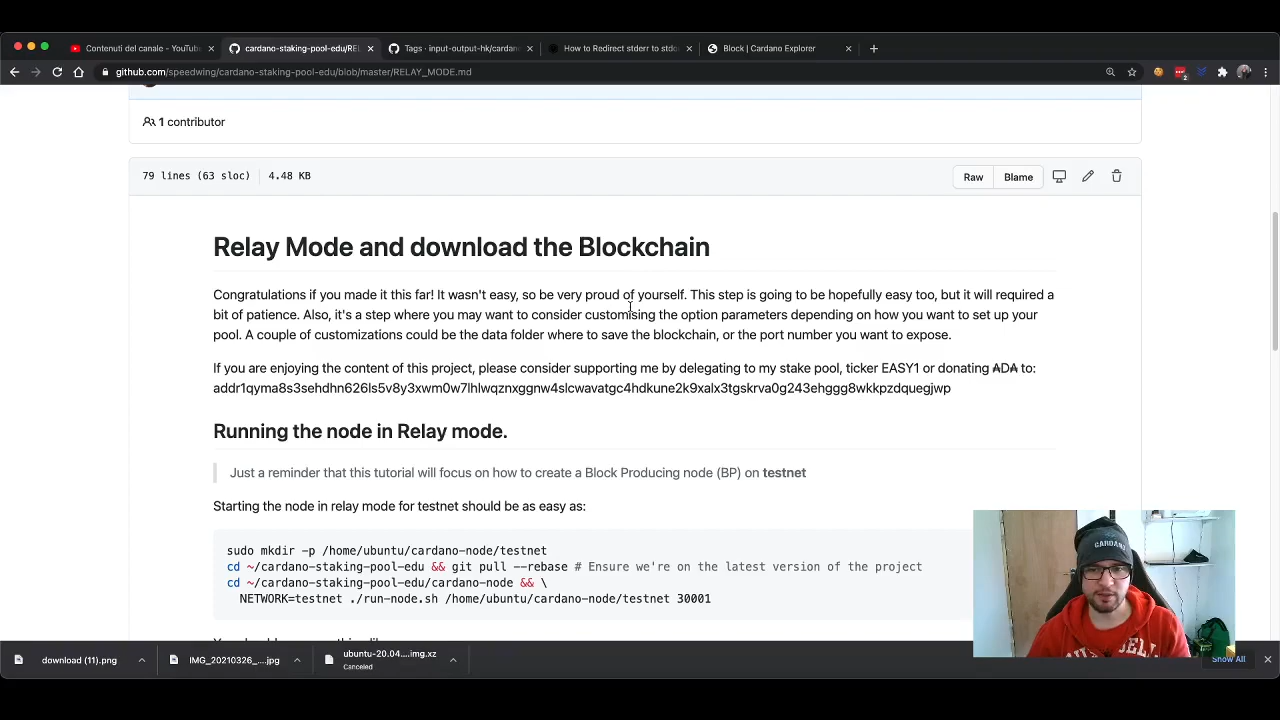 Contenuti del canale - YouTube
cardano-staking-pool-edu/REL
Tags · input-output-hk/cardano
How to Redirect stderr to stdou
Block | Cardano Explorer
github.com/speedwing/cardano-staking-pool-edu/blob/master/RELAY_MODE.md
1 contributor
79 lines (63 sloc) 4.48 KB
Raw Blame
Relay Mode and download the Blockchain
Congratulations if you made it this far! It wasn't easy, so be very proud of yourself. This step is going to be hopefully easy too, but it will required a
bit of patience. Also, it's a step where you may want to consider customising the option parameters depending on how you want to set up your
pool. A couple of customizations could be the data folder where to save the blockchain, or the port number you want to expose.
If you are enjoying the content of this project, please consider supporting me by delegating to my stake pool, ticker EASY1 or donating ₳D₳ to:
addr1qyma8s3sehdhn626ls5v8y3xwm0w7lhlwqznxggnw4slcwavatgc4hdkune2k9xalx3tgskrva0g243ehggg8wkkpzdquegjwp
Running the node in Relay mode.
Just a reminder that this tutorial will focus on how to create a Block Producing node (BP) on testnet
Starting the node in relay mode for testnet should be as easy as:
sudo mkdir -p /home/ubuntu/cardano-node/testnet
cd ~/cardano-staking-pool-edu && git pull --rebase # Ensure we're on the latest version of the project
cd ~/cardano-staking-pool-edu/cardano-node && \
NETWORK=testnet ./run-node.sh /home/ubuntu/cardano-node/testnet 30001
CARDANO
download (11).png
IMG_20210326_....jpg
ubuntu-20.04....img.xz
Canceled
Show All